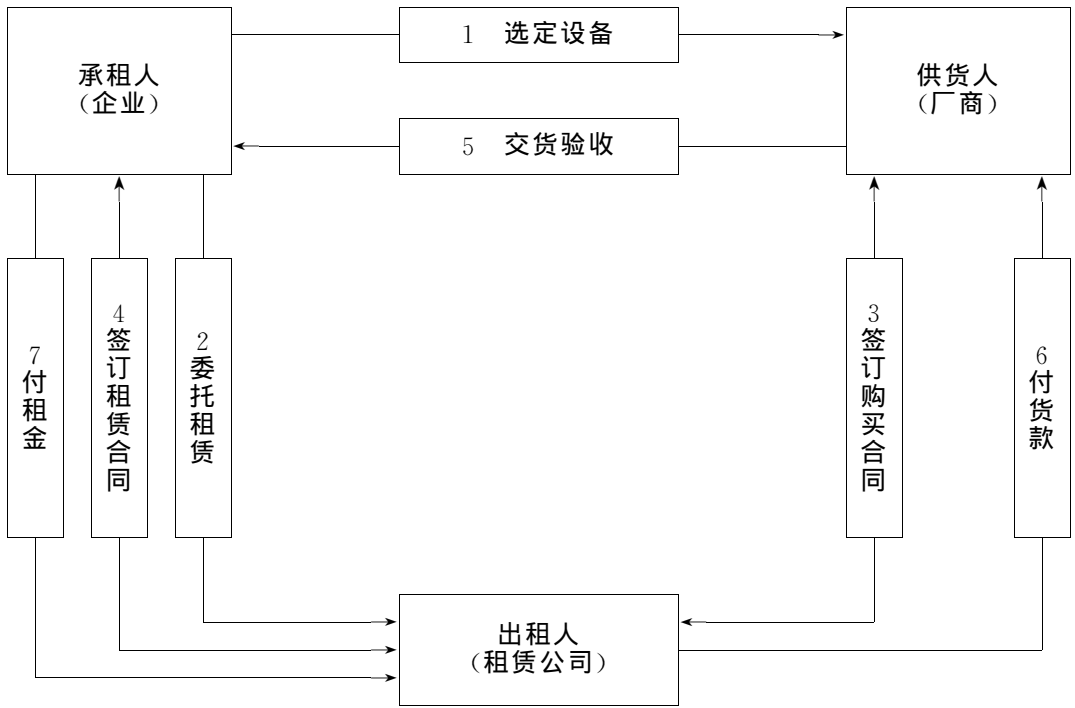 承租人
（企业）
1 选定设备
供货人
（厂商）
5 交货验收
7付租金
4签订租赁合同
2委托租赁
3签订购买合同
6付货款
出租人
（租赁公司）